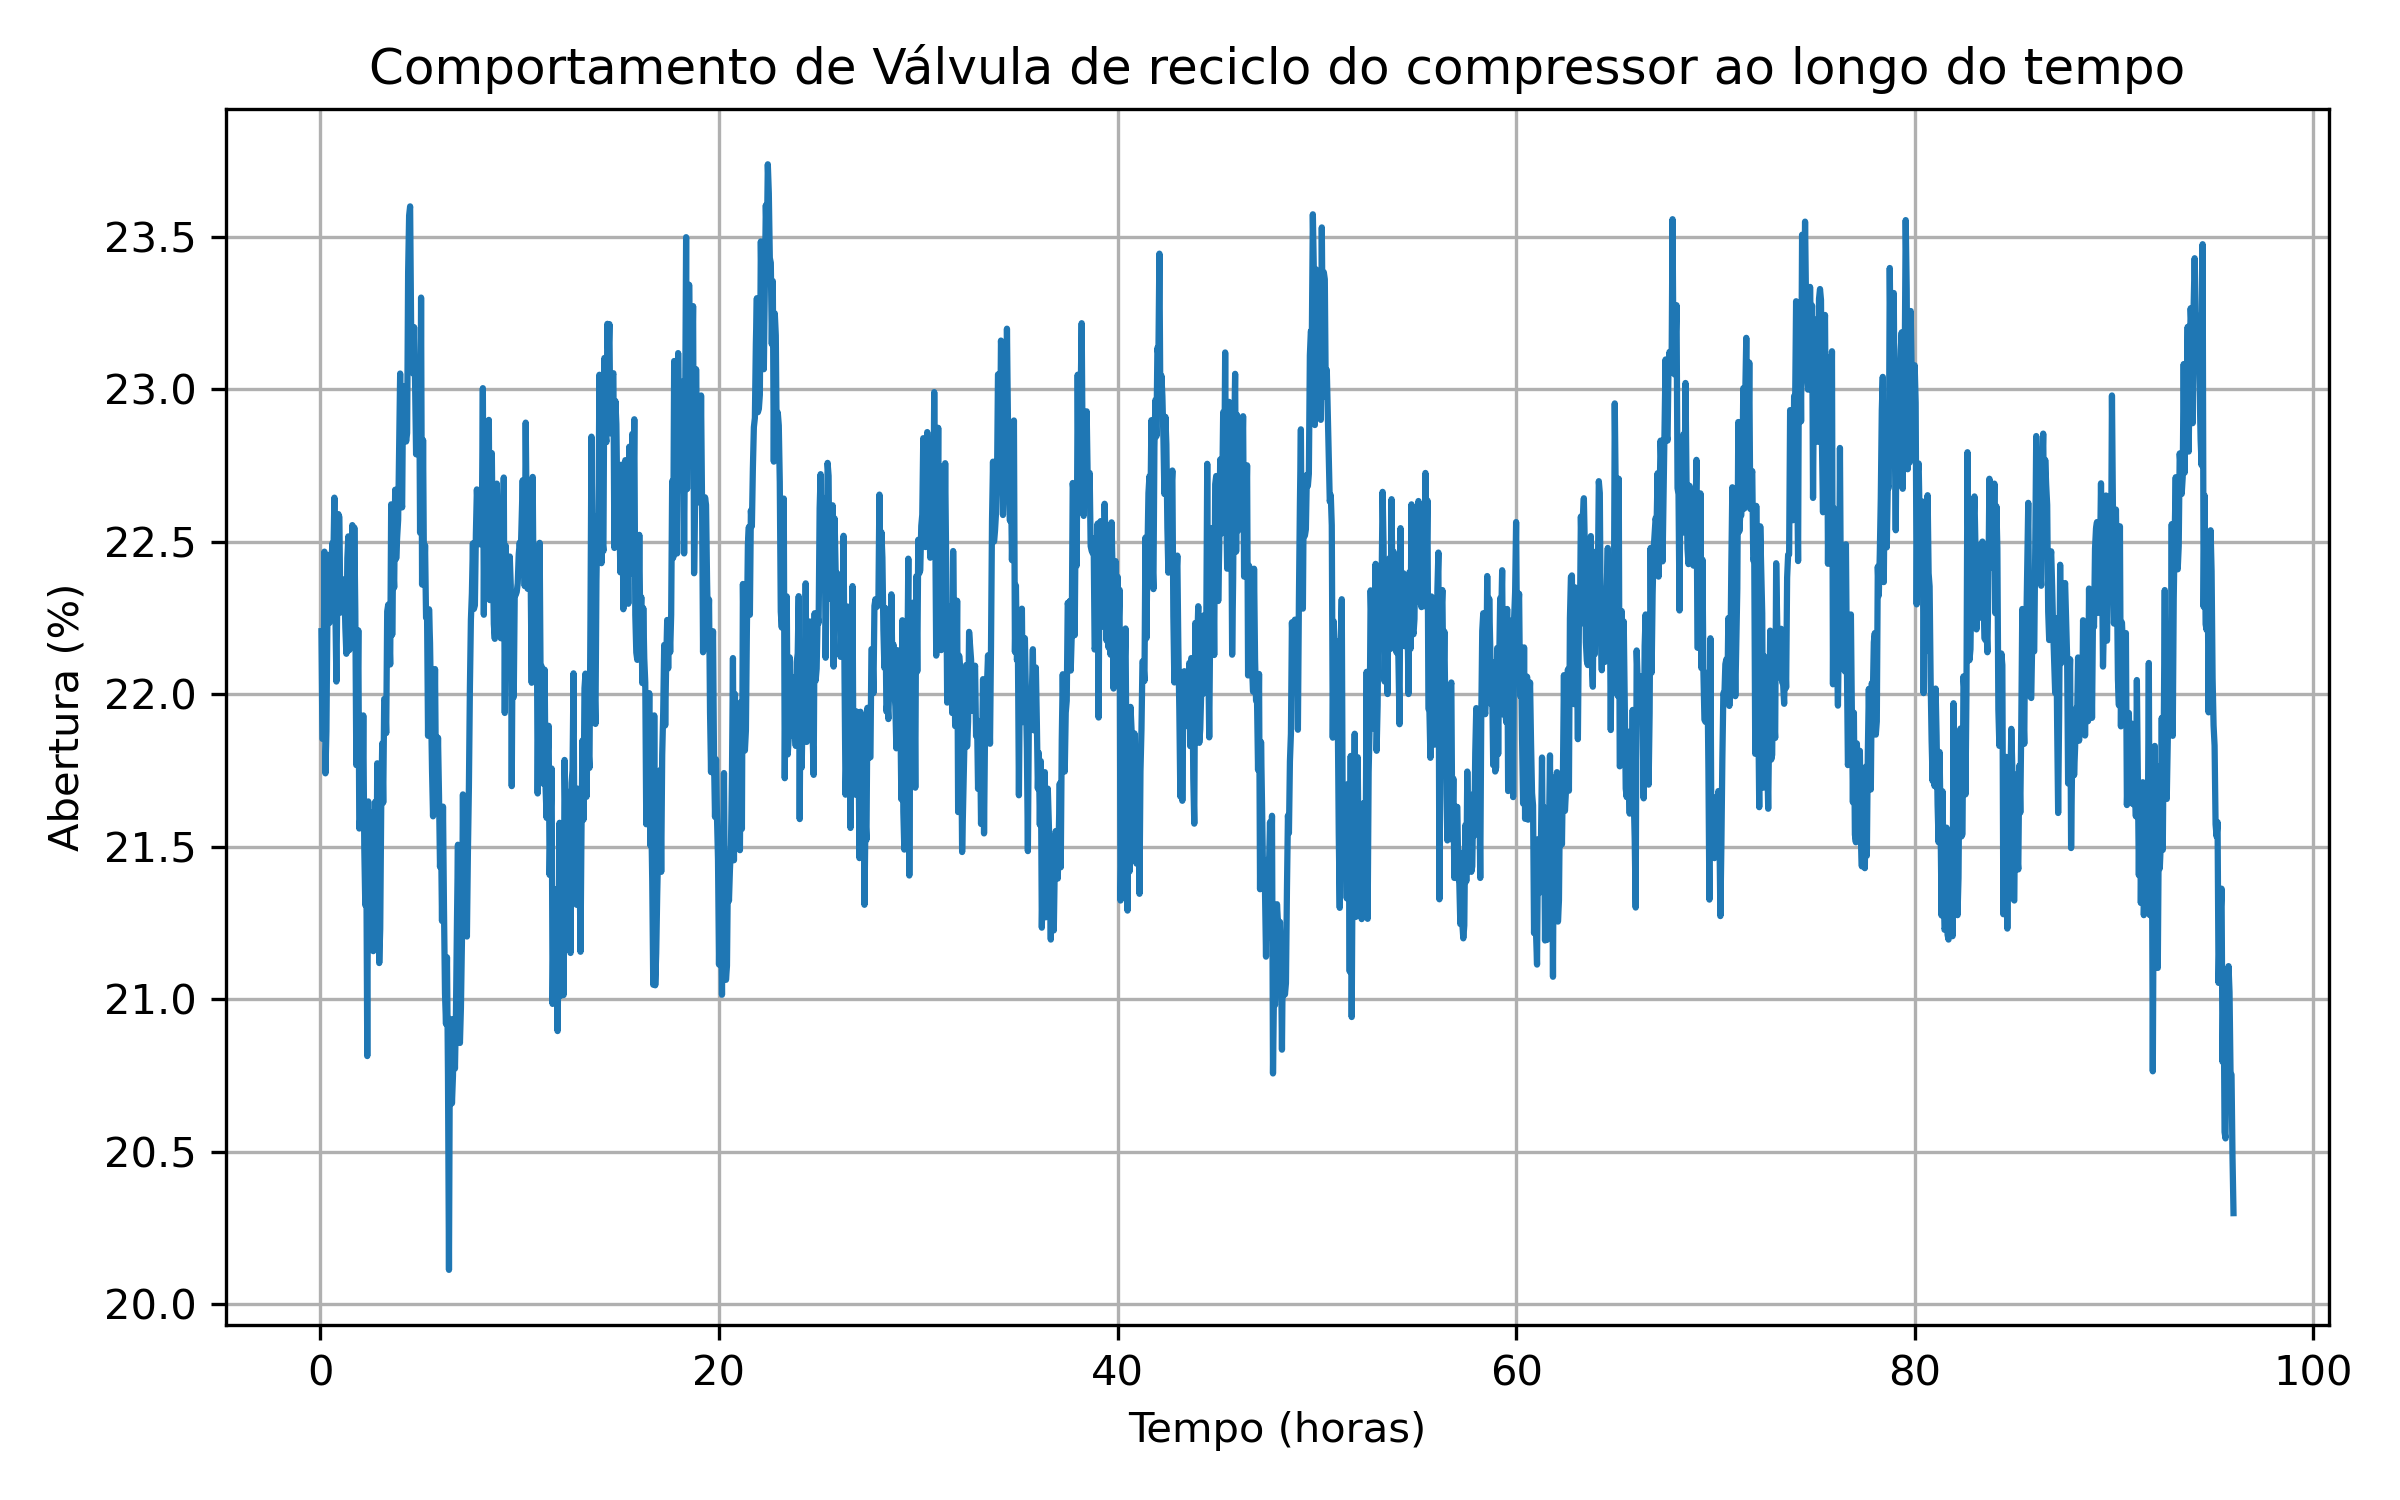 Comportamento de Válvula de reciclo do compressor ao longo do tempo
Abertura (%)
23.5
23.0
22.5
22.0
21.5
21.0
20.5
20.0
0 20 40 60 80 100
Tempo (horas)